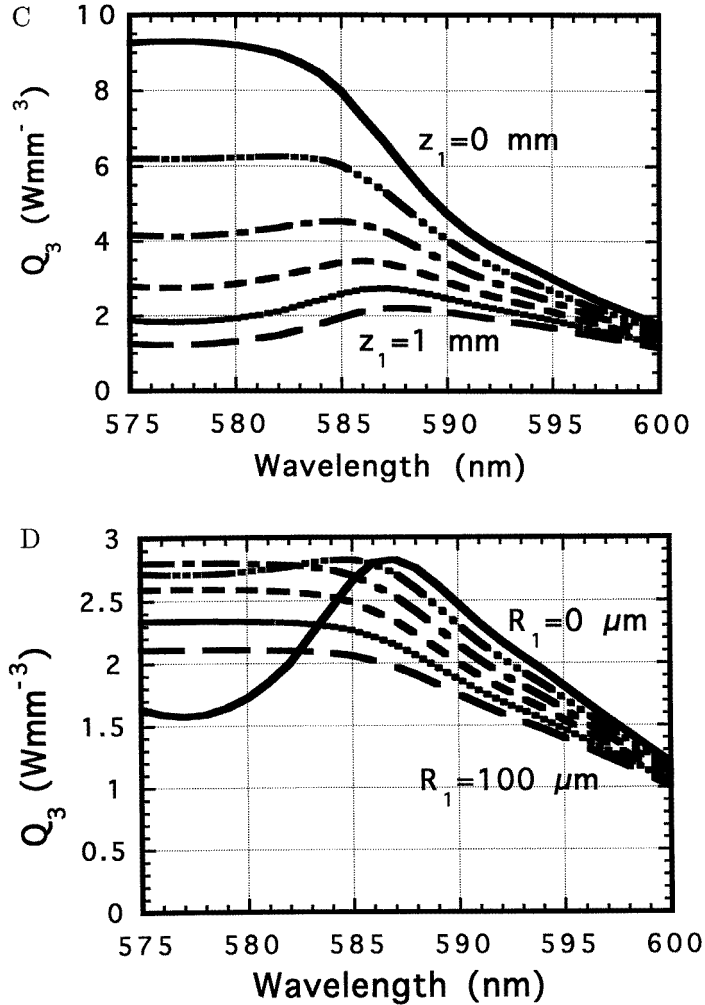 C
10
8
6
4
2
0
Q3 (Wmm-3)
z1=0 mm
z1=1 mm
575 580 585 590 595 600
Wavelength (nm)
D
3
2.5
2
1.5
1
0.5
0
Q3 (Wmm-3)
R1=0 μm
R1=100 μm
575 580 585 590 595 600
Wavelength (nm)